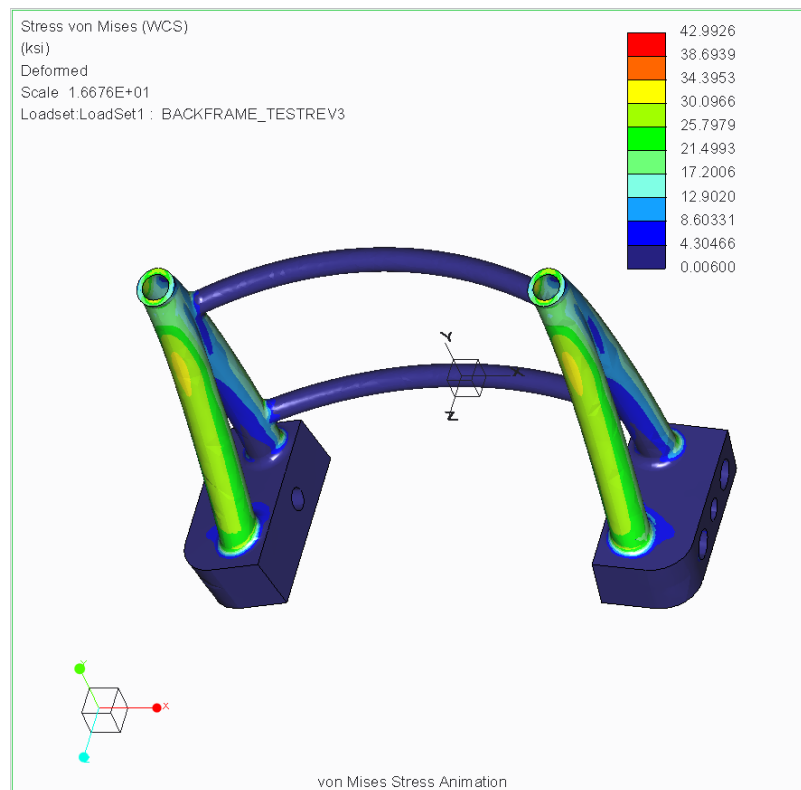 Stress von Mises (WCS)
(ksi)
Deformed
Scale 1.6676E+01
Loadset:LoadSet1 : BACKFRAME_TESTREV3
42.9926
38.6939
34.3953
30.0966
25.7979
21.4993
17.2006
12.9020
8.60331
4.30466
0.00600
Y
X
Z
Y
X
Z
von Mises Stress Animation